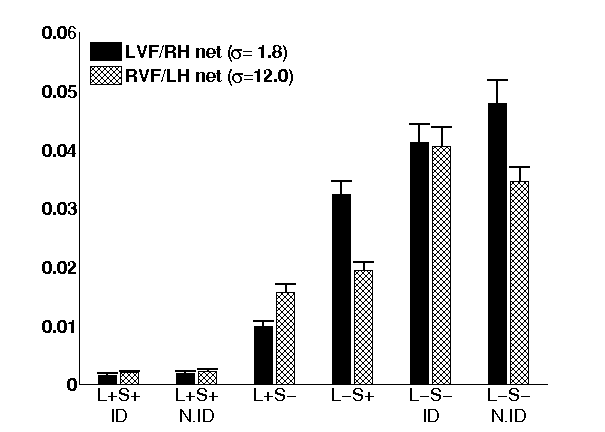 0.06
LVF/RH net (σ= 1.8)
RVF/LH net (σ=12.0)
0.05
0.04
0.03
0.02
0.01
0
L+S+ L+S+ L+S− L−S+ L−S− L−S−
ID N.ID ID N.ID